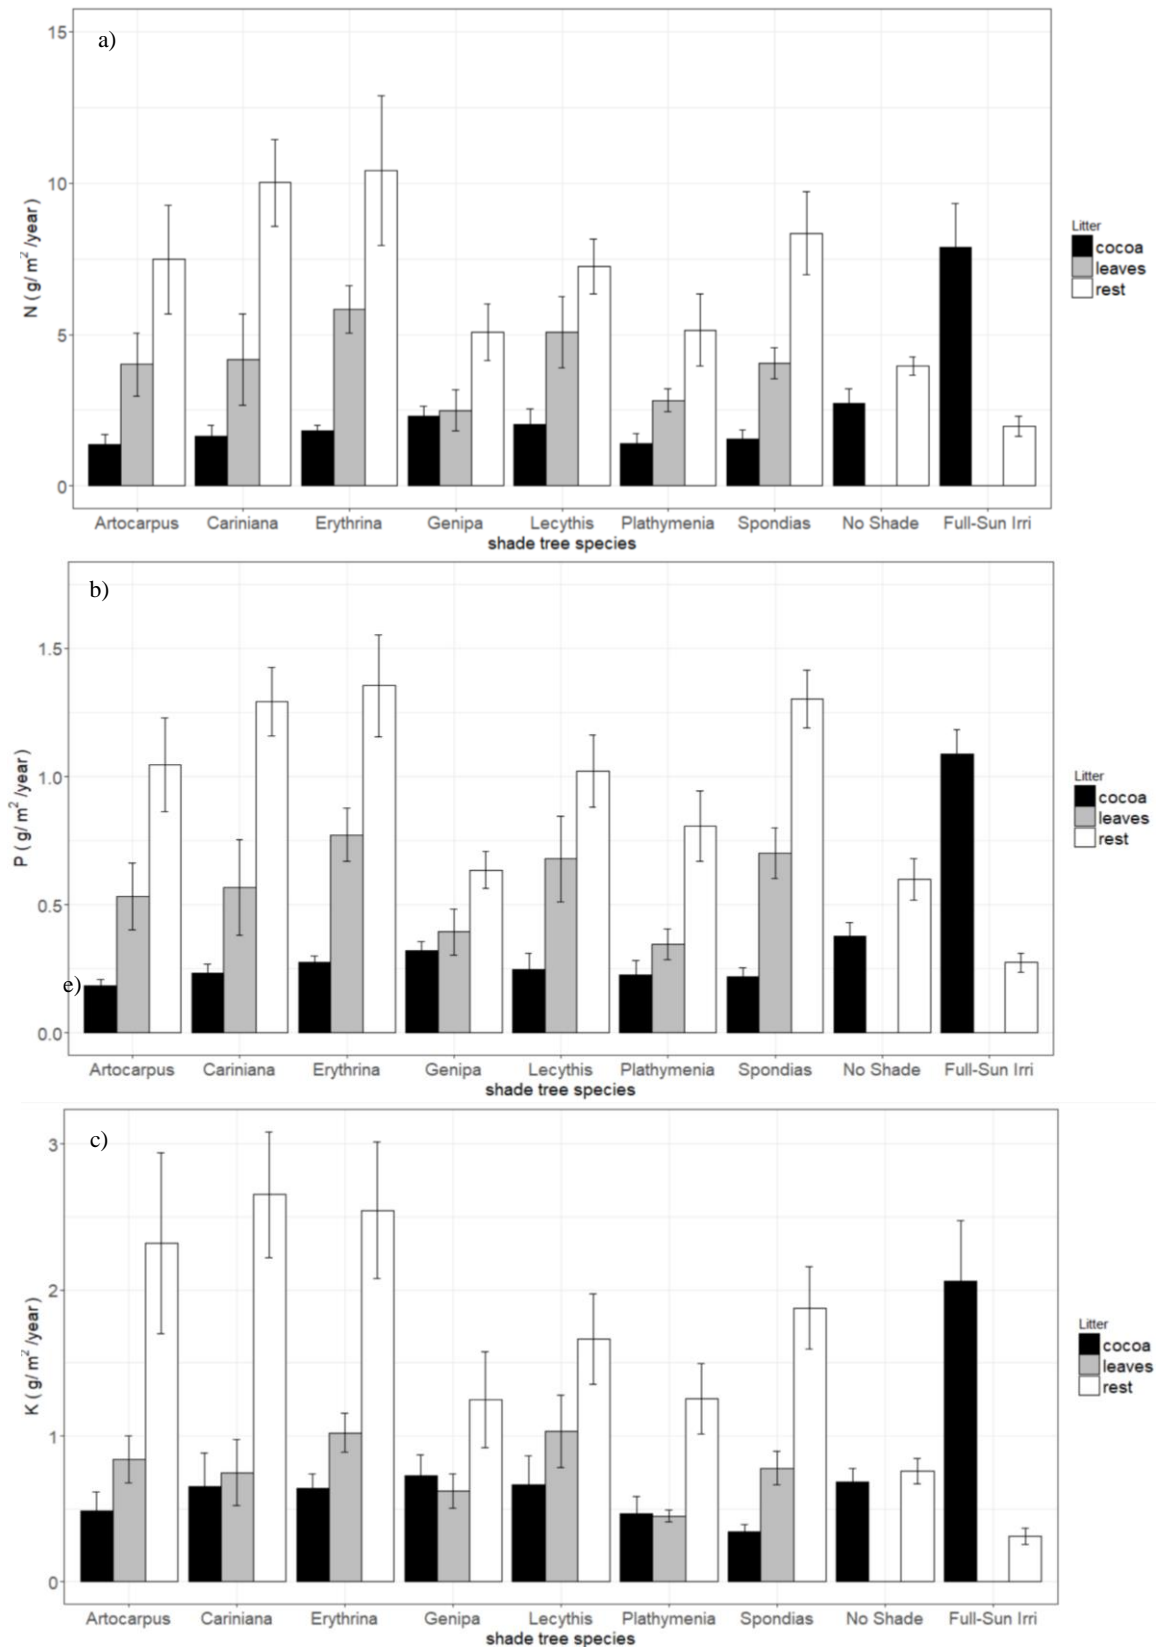 a)
15
10
5
0
N ( g/ m² /year )
Artocarpus Cariniana Erythrina Genipa Lecythis Plathymenia Spondias No Shade Full-Sun Irri
shade tree species
Litter
cocoa
leaves
rest
b)
1.5
1.0
0.5
e)
0.0
P ( g/ m² /year )
Artocarpus Cariniana Erythrina Genipa Lecythis Plathymenia Spondias No Shade Full-Sun Irri
shade tree species
Litter
cocoa
leaves
rest
c)
3
2
1
0
K ( g/ m² /year )
Artocarpus Cariniana Erythrina Genipa Lecythis Plathymenia Spondias No Shade Full-Sun Irri
shade tree species
Litter
cocoa
leaves
rest